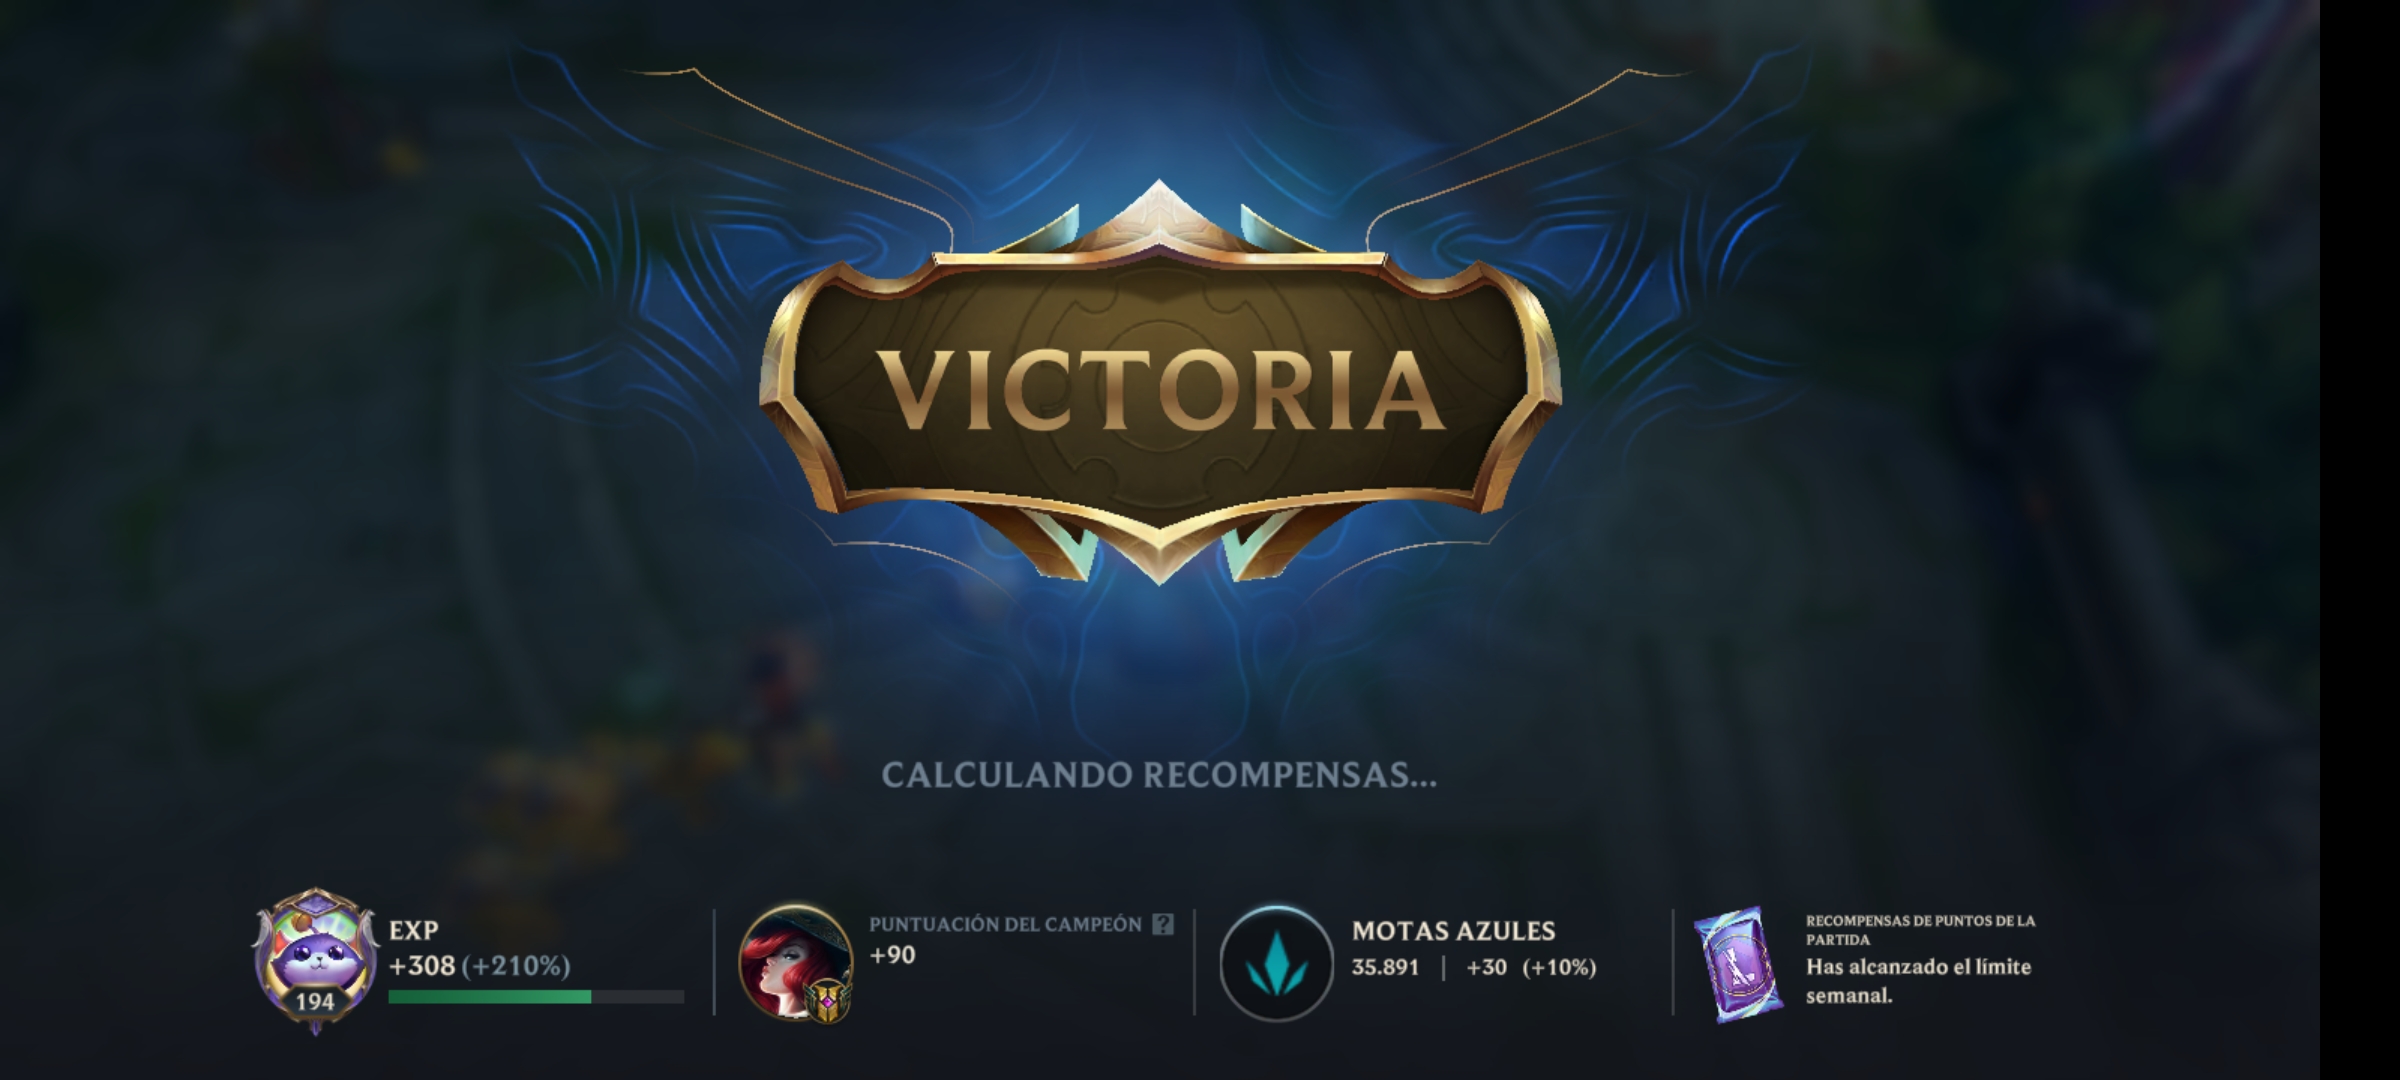 VICTORIA
CALCULANDO RECOMPENSAS...
194
EXP
+308 (+210%)
PUNTUACIÓN DEL CAMPEÓN ?
+90
MOTAS AZULES
35.891 | +30 (+10%)
RECOMPENSAS DE PUNTOS DE LA
PARTIDA
Has alcanzado el límite
semanal.